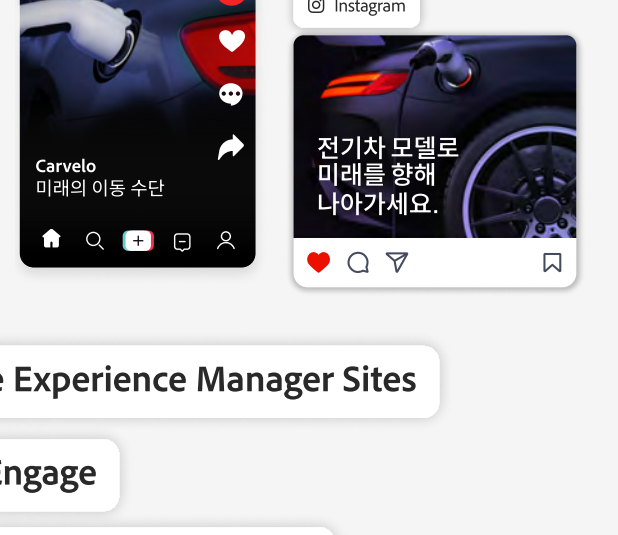 Instagram
전기차 모델로
미래를 향해
나아가세요.
Carvelo
미래의 이동 수단
Experience Manager Sites
Engage